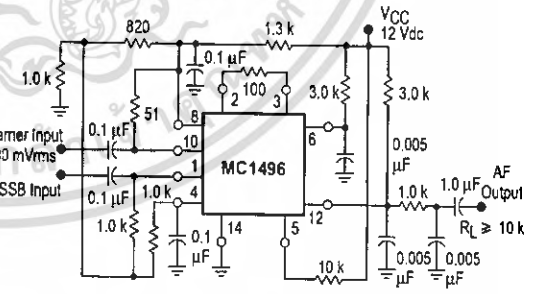 820
1.3 k
VCC
12 Vdc
1.0 k
0.1 µF
100
2
3
3.0 k
3.0 k
51
8
6
0.1 µF
10
MC1496
0.005
µF
1
AF
Output
SSB Input
0.1 µF
1.0 k
4
12
1.0 k
1.0 µF
1.0 k
0.1
µF
14
5
RL ≥ 10 k
10 k
0.005
µF
0.005
µF